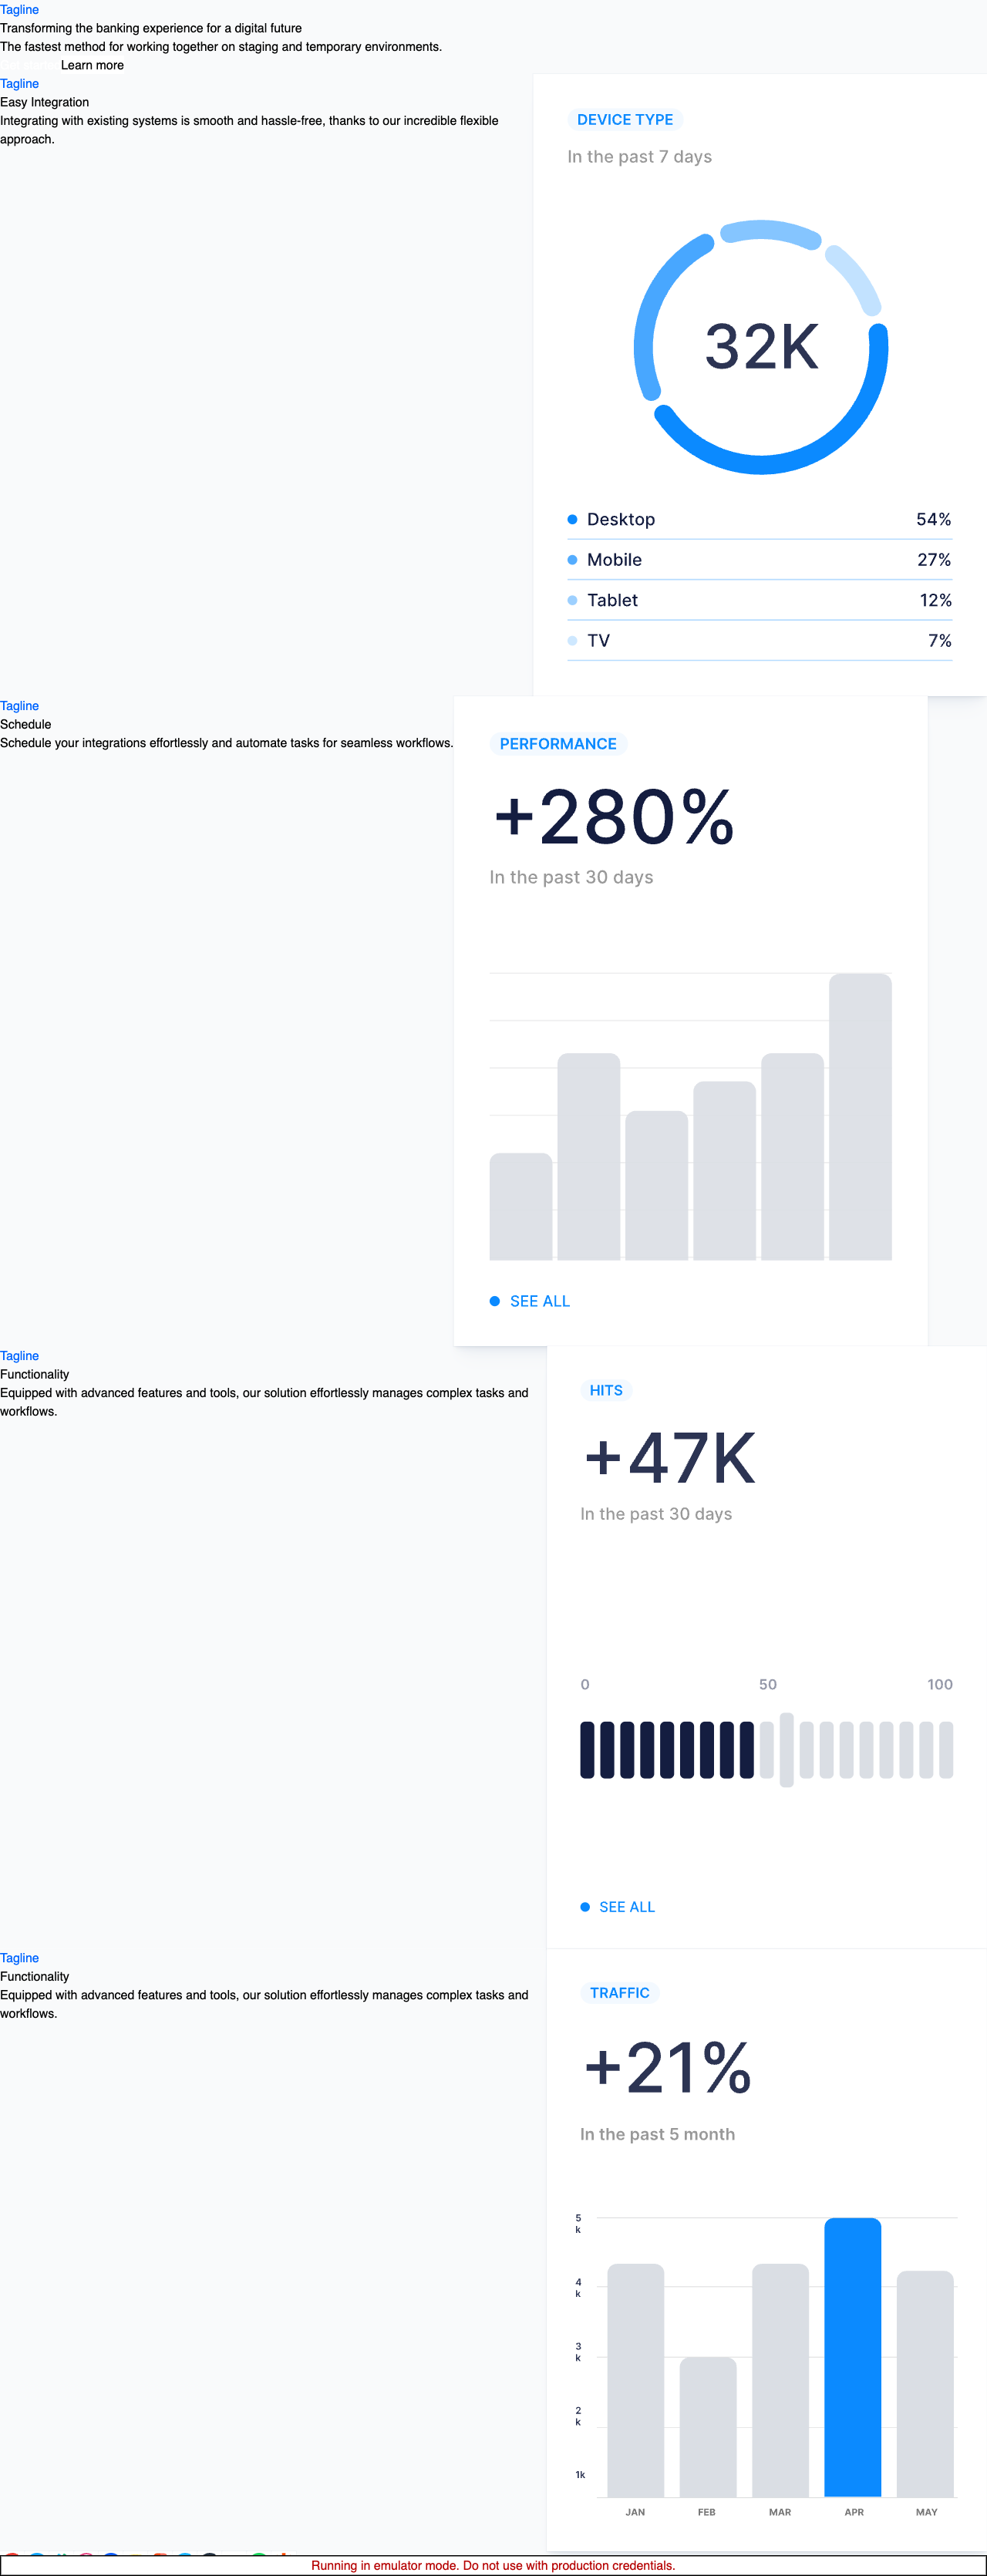 Tagline
Transforming the banking experience for a digital future
The fastest method for working together on staging and temporary environments.
Learn more
Tagline
Easy Integration
Integrating with existing systems is smooth and hassle-free, thanks to our incredible flexible
approach.
DEVICE TYPE
In the past 7 days
32K
Desktop 54%
Mobile 27%
Tablet 12%
TV 7%
Tagline
Schedule
Schedule your integrations effortlessly and automate tasks for seamless workflows.
PERFORMANCE
+280%
In the past 30 days
SEE ALL
Tagline
Functionality
Equipped with advanced features and tools, our solution effortlessly manages complex tasks and
workflows.
HITS
+47K
In the past 30 days
0 50 100
SEE ALL
Tagline
Functionality
Equipped with advanced features and tools, our solution effortlessly manages complex tasks and
workflows.
TRAFFIC
+21%
In the past 5 month
5
k
4
k
3
k
2
k
1k
JAN FEB MAR APR MAY
Running in emulator mode. Do not use with production credentials.